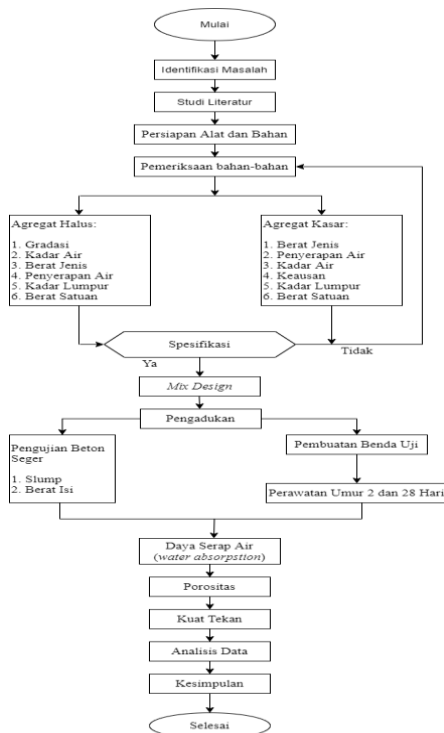 Mulai
Identifikasi Masalah
Studi Literatur
Persiapan Alat dan Bahan
Pemeriksaan bahan-bahan
Agregat Halus:
1. Gradasi
2. Kadar Air
3. Berat Jenis
4. Penyerapan Air
5. Kadar Lumpur
6. Berat Satuan
Agregat Kasar:
1. Berat Jenis
2. Penyerapan Air
3. Kadar Air
4. Keausan
5. Kadar Lumpur
6. Berat Satuan
Spesifikasi
Tidak
Ya
Mix Design
Pengadukan
Pengujian Beton
Seger
1. Slump
2. Berat Isi
Pembuatan Benda Uji
Perawatan Umur 2 dan 28 Hari
Daya Serap Air
(water absorpstion)
Porositas
Kuat Tekan
Analisis Data
Kesimpulan
Selesai